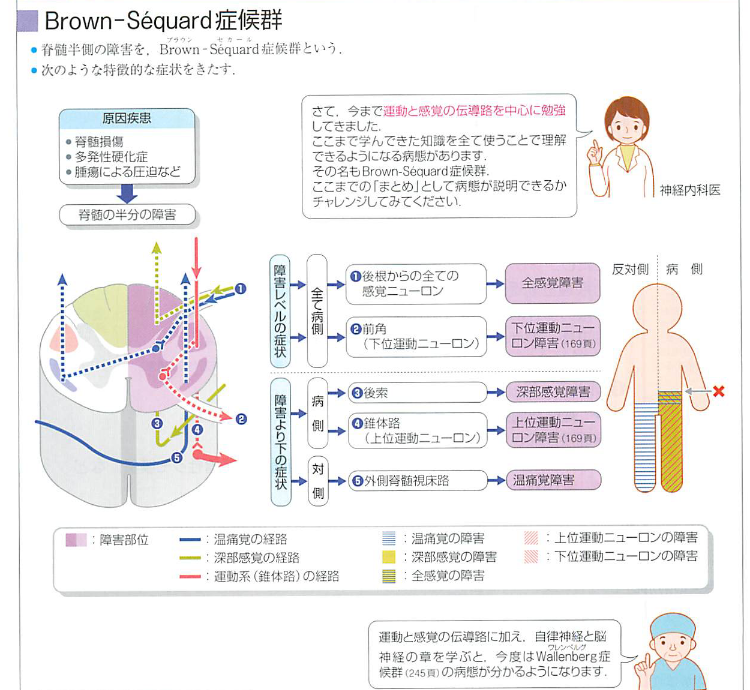 Brown-Séquard症候群
ブラウン セカール
● 脊髄半側の障害を，Brown-Séquard症候群という．
● 次のような特徴的な症状をきたす．
原因疾患
● 脊髄損傷
● 多発性硬化症
● 腫瘍による圧迫など
脊髄の半分の障害
さて，今まで運動と感覚の伝導路を中心に勉強
してきました．
ここまで学んできた知識を全て使うことで理解
できるようになる病態があります．
その名もBrown-Séquard症候群．
ここまでの「まとめ」として病態が説明できるか
チャレンジしてみてください．
神経内科医
❶
❷
❸
❹
❺
障害レベルの症状
全て病側
❶後根からの全ての
感覚ニューロン
全感覚障害
❷前角
（下位運動ニューロン）
下位運動ニュー
ロン障害(169頁)
障害より下の症状
病側
❸後索
深部感覚障害
❹錐体路
（上位運動ニューロン）
上位運動ニュー
ロン障害(169頁)
対側
❺外側脊髄視床路
温痛覚障害
反対側 病 側
：障害部位
：温痛覚の経路
：深部感覚の経路
：運動系（錐体路）の経路
：温痛覚の障害
：深部感覚の障害
：全感覚の障害
：上位運動ニューロンの障害
：下位運動ニューロンの障害
運動と感覚の伝導路に加え，自律神経と脳
ワレンベルグ
神経の章を学ぶと，今度はWallenberg症
候群(245頁)の病態が分かるようになります．